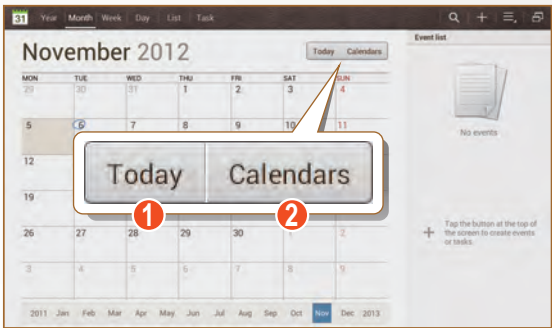 31 Year Month Week Day List Task
November 2012
Today Calendars
Event list
MON TUE WED THU FRI SAT SUN
29 30 31 1 2 3 4
5 6 7 8 9 10 11
12
19
26 27 28 29 30 1 2
3 4 5 6 7 8 9
Today Calendars
1 2
No events
Tap the button at the top of
the screen to create events
or tasks.
2011 Jan Feb Mar Apr May Jun Jul Aug Sep Oct Nov Dec 2013